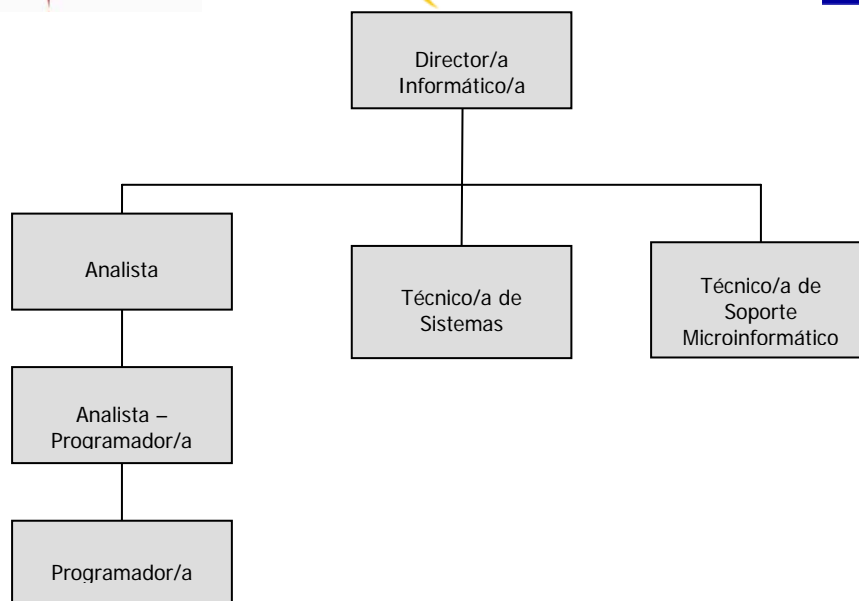 Director/a
Informático/a
Analista
Técnico/a de
Sistemas
Técnico/a de
Soporte
Microinformático
Analista –
Programador/a
Programador/a